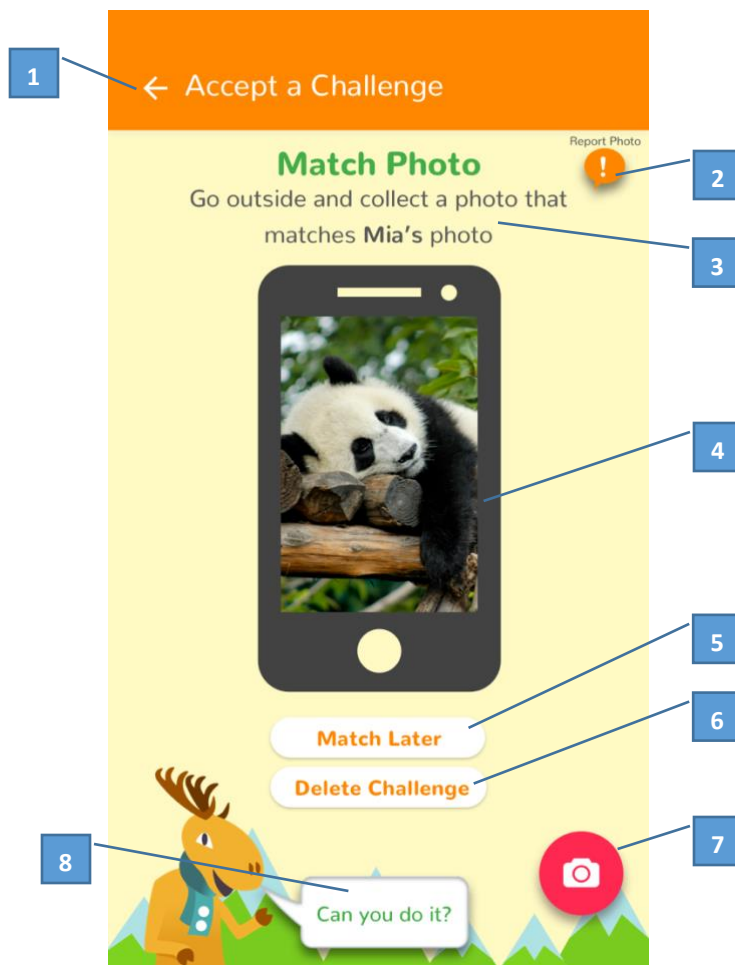 1
Accept a Challenge
Report Photo
Match Photo
!
2
Go outside and collect a photo that
matches Mia's photo
3
4
5
Match Later
6
Delete Challenge
7
8
Can you do it?